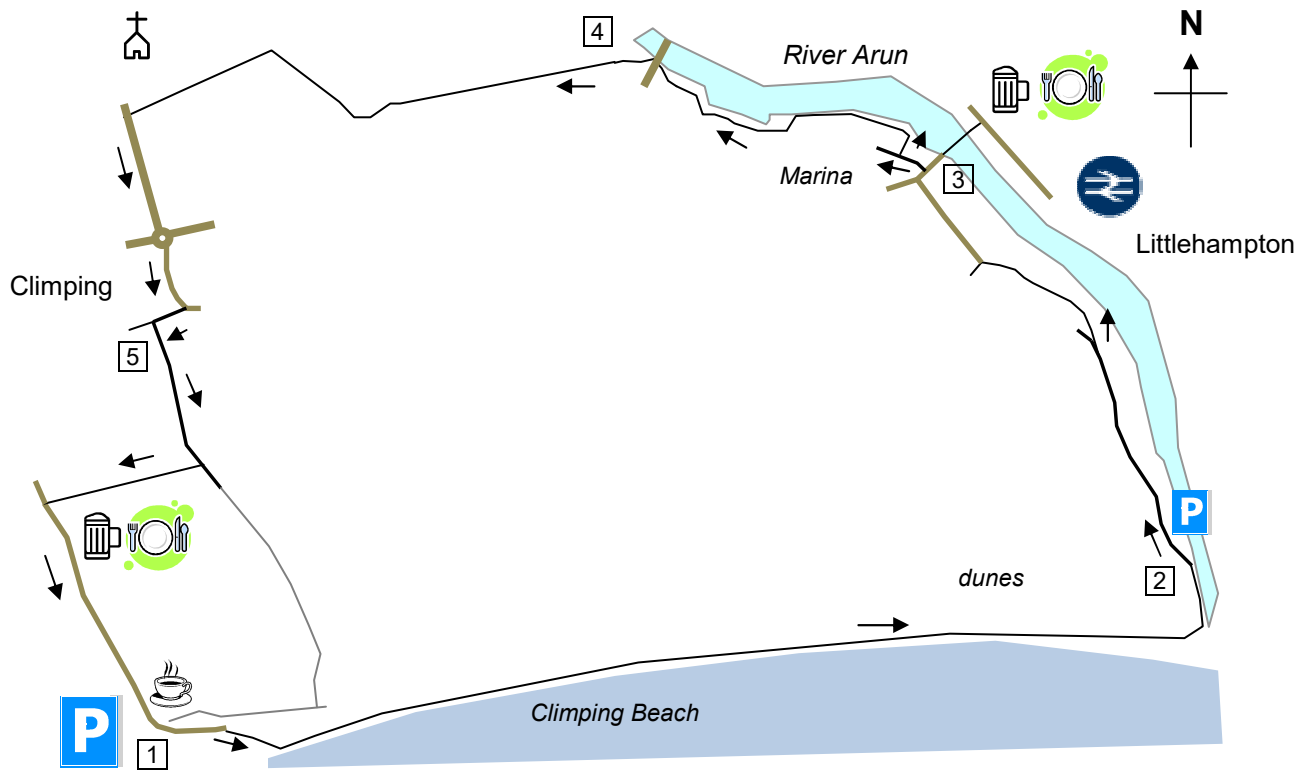 4
N
River Arun
Marina
3
Littlehampton
Climping
5
P
dunes
2
Climping Beach
P
1